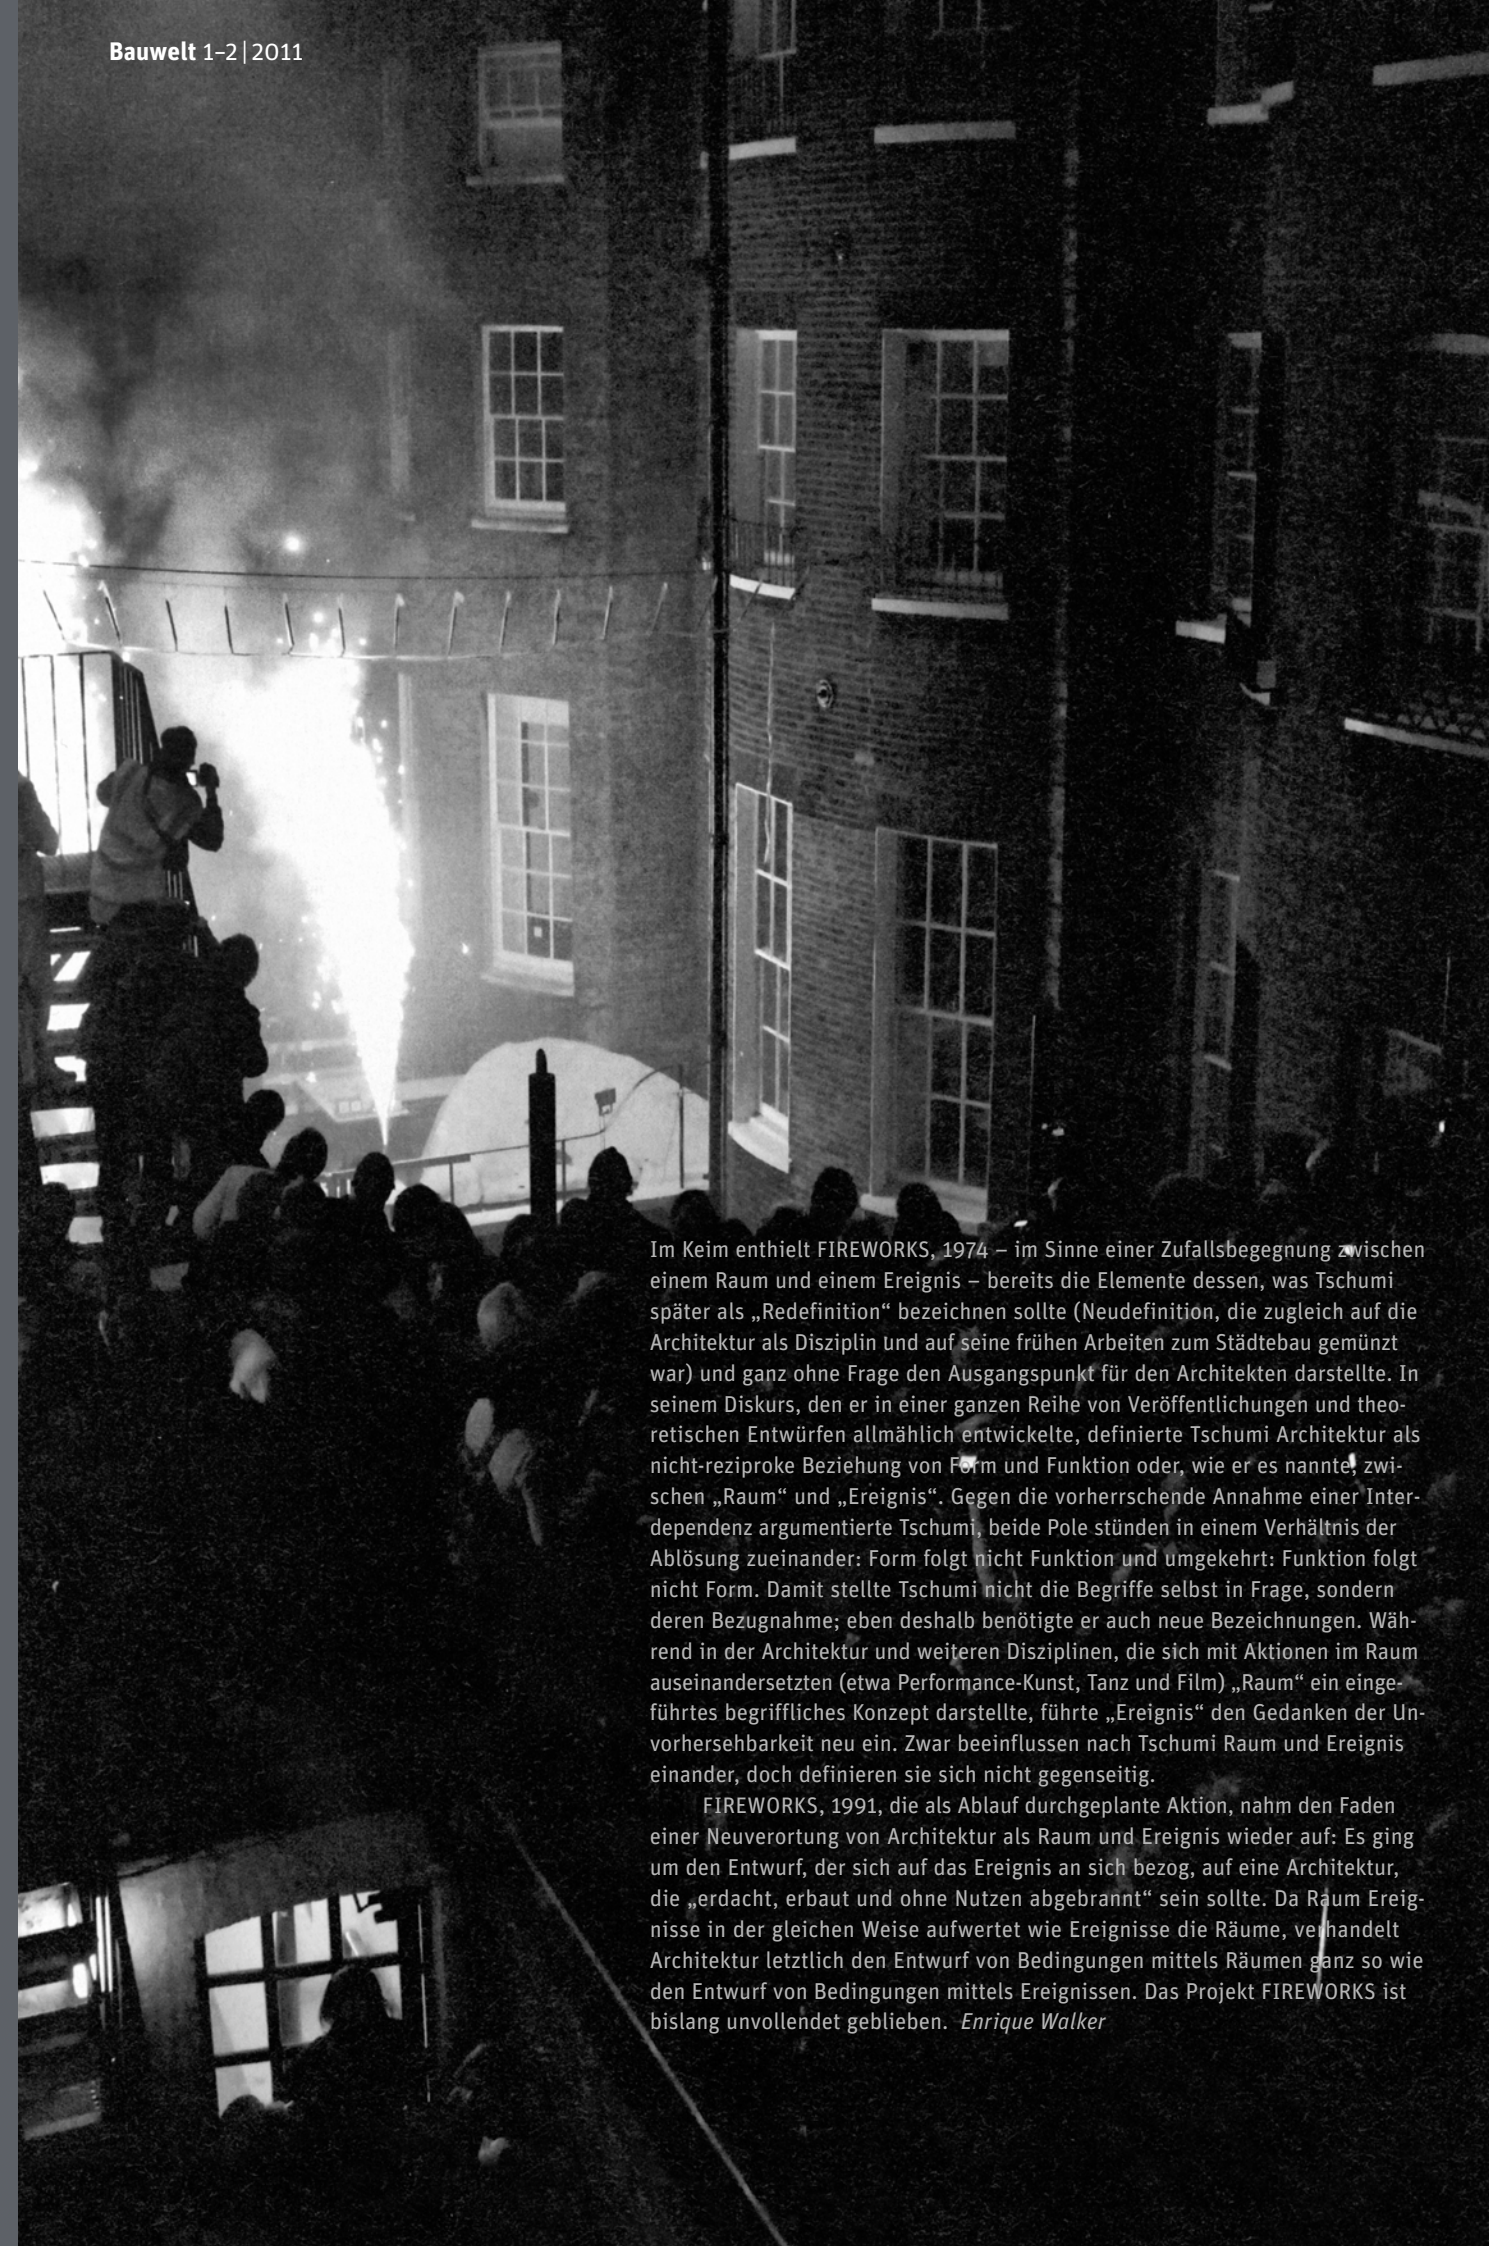 Bauwelt 1–2 | 2011
Im Keim enthielt FIREWORKS, 1974 – im Sinne einer Zufallsbegegnung zwischen
einem Raum und einem Ereignis – bereits die Elemente dessen, was Tschumi
später als „Redefinition“ bezeichnen sollte (Neudefinition, die zugleich auf die
Architektur als Disziplin und auf seine frühen Arbeiten zum Städtebau gemünzt
war) und ganz ohne Frage den Ausgangspunkt für den Architekten darstellte. In
seinem Diskurs, den er in einer ganzen Reihe von Veröffentlichungen und theo-
retischen Entwürfen allmählich entwickelte, definierte Tschumi Architektur als
nicht-reziproke Beziehung von Form und Funktion oder, wie er es nannte, zwi-
schen „Raum“ und „Ereignis“. Gegen die vorherrschende Annahme einer Inter-
dependenz argumentierte Tschumi, beide Pole stünden in einem Verhältnis der
Ablösung zueinander: Form folgt nicht Funktion und umgekehrt: Funktion folgt
nicht Form. Damit stellte Tschumi nicht die Begriffe selbst in Frage, sondern
deren Bezugnahme; eben deshalb benötigte er auch neue Bezeichnungen. Wäh-
rend in der Architektur und weiteren Disziplinen, die sich mit Aktionen im Raum
auseinandersetzten (etwa Performance-Kunst, Tanz und Film) „Raum“ ein einge-
führtes begriffliches Konzept darstellte, führte „Ereignis“ den Gedanken der Un-
vorhersehbarkeit neu ein. Zwar beeinflussen nach Tschumi Raum und Ereignis
einander, doch definieren sie sich nicht gegenseitig.
FIREWORKS, 1991, die als Ablauf durchgeplante Aktion, nahm den Faden
einer Neuverortung von Architektur als Raum und Ereignis wieder auf: Es ging
um den Entwurf, der sich auf das Ereignis an sich bezog, auf eine Architektur,
die „erdacht, erbaut und ohne Nutzen abgebrannt“ sein sollte. Da Raum Ereig-
nisse in der gleichen Weise aufwertet wie Ereignisse die Räume, verhandelt
Architektur letztlich den Entwurf von Bedingungen mittels Räumen ganz so wie
den Entwurf von Bedingungen mittels Ereignissen. Das Projekt FIREWORKS ist
bislang unvollendet geblieben. Enrique Walker